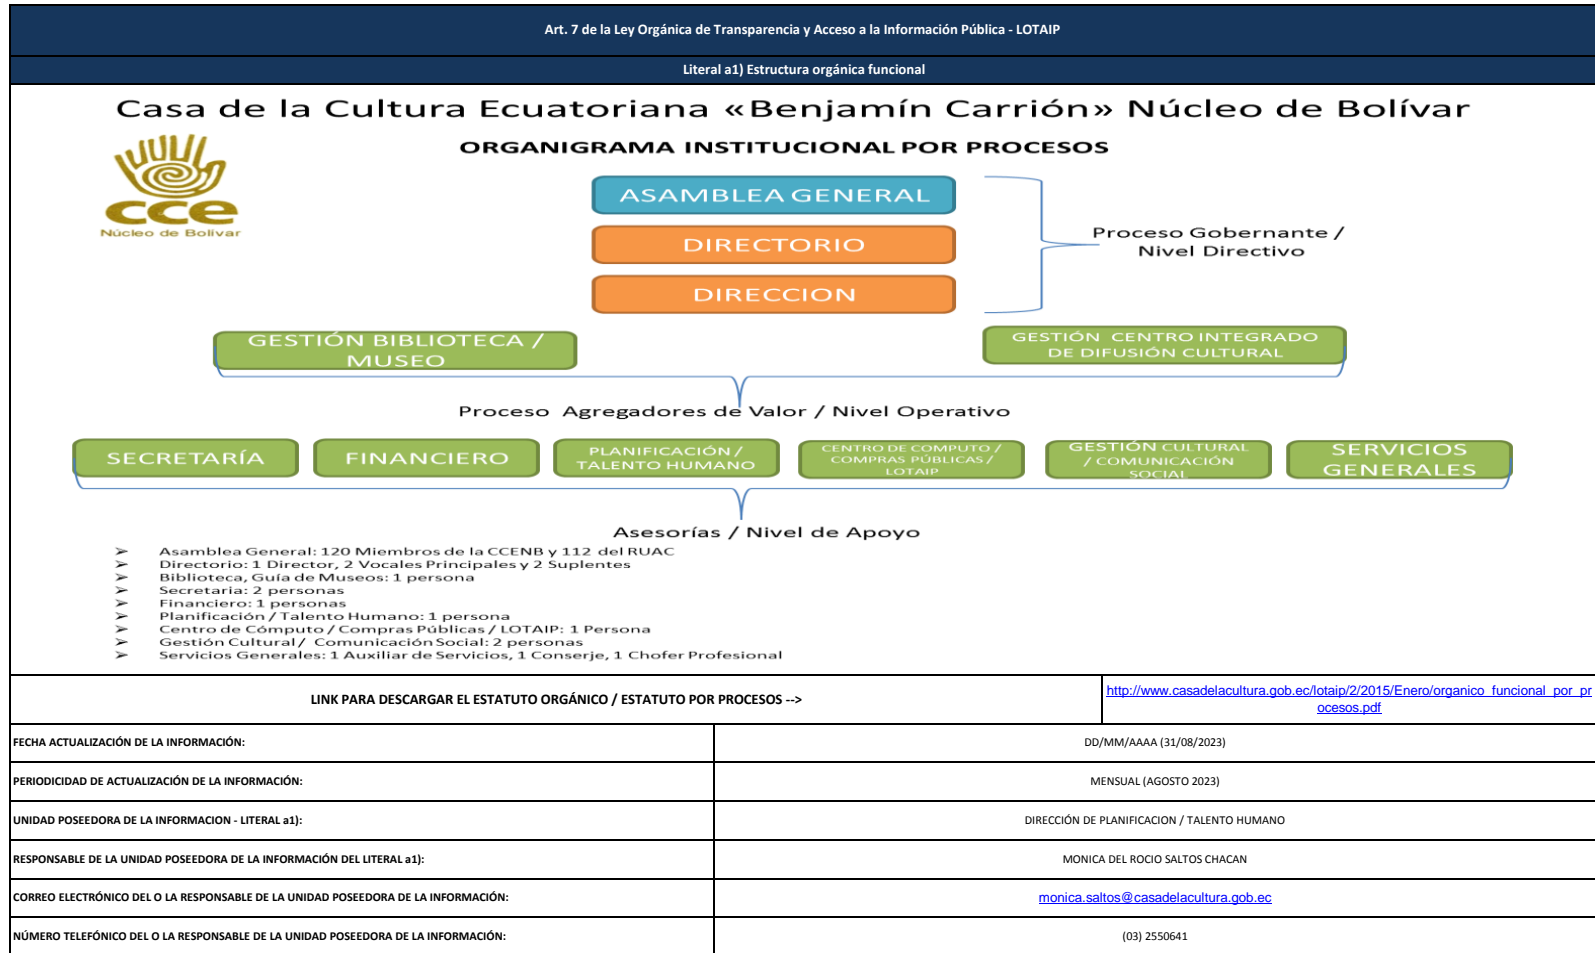 Art. 7 de la Ley Orgánica de Transparencia y Acceso a la Información Pública - LOTAIP
Literal a1) Estructura orgánica funcional
Casa de la Cultura Ecuatoriana «Benjamín Carrión» Núcleo de Bolívar
ORGANIGRAMA INSTITUCIONAL POR PROCESOS
cce
Núcleo de Bolívar
ASAMBLEA GENERAL
DIRECTORIO
DIRECCION
Proceso Gobernante /
Nivel Directivo
GESTIÓN BIBLIOTECA /
MUSEO
GESTIÓN CENTRO INTEGRADO
DE DIFUSIÓN CULTURAL
Proceso Agregadores de Valor / Nivel Operativo
SECRETARÍA
FINANCIERO
PLANIFICACIÓN /
TALENTO HUMANO
CENTRO DE COMPUTO /
COMPRAS PÚBLICAS /
LOTAIP
GESTIÓN CULTURAL
/ COMUNICACIÓN
SOCIAL
SERVICIOS
GENERALES
Asesorías / Nivel de Apoyo
➢ Asamblea General: 120 Miembros de la CCENB y 112 del RUAC
➢ Directorio: 1 Director, 2 Vocales Principales y 2 Suplentes
➢ Biblioteca, Guía de Museos: 1 persona
➢ Secretaria: 2 personas
➢ Financiero: 1 personas
➢ Planificación / Talento Humano: 1 persona
➢ Centro de Cómputo / Compras Públicas / LOTAIP: 1 Persona
➢ Gestión Cultural / Comunicación Social: 2 personas
➢ Servicios Generales: 1 Auxiliar de Servicios, 1 Conserje, 1 Chofer Profesional
LINK PARA DESCARGAR EL ESTATUTO ORGÁNICO / ESTATUTO POR PROCESOS -->
http://www.casadelacultura.gob.ec/lotaip/2/2015/Enero/organico_funcional_por_pr
ocesos.pdf
FECHA ACTUALIZACIÓN DE LA INFORMACIÓN:
DD/MM/AAAA (31/08/2023)
PERIODICIDAD DE ACTUALIZACIÓN DE LA INFORMACIÓN:
MENSUAL (AGOSTO 2023)
UNIDAD POSEEDORA DE LA INFORMACION - LITERAL a1):
DIRECCIÓN DE PLANIFICACION / TALENTO HUMANO
RESPONSABLE DE LA UNIDAD POSEEDORA DE LA INFORMACIÓN DEL LITERAL a1):
MONICA DEL ROCIO SALTOS CHACAN
CORREO ELECTRÓNICO DEL O LA RESPONSABLE DE LA UNIDAD POSEEDORA DE LA INFORMACIÓN:
monica.saltos@casadelacultura.gob.ec
NÚMERO TELEFÓNICO DEL O LA RESPONSABLE DE LA UNIDAD POSEEDORA DE LA INFORMACIÓN:
(03) 2550641